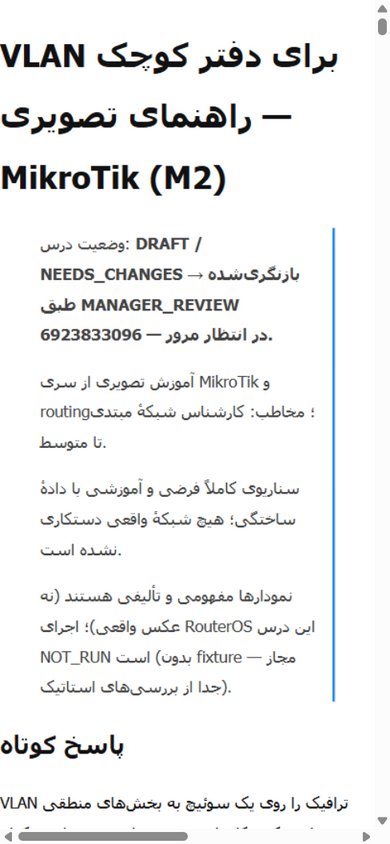 VLAN برای دفتر کوچک
— راهنمای تصویری
MikroTik (M2)
وضعیت درس: DRAFT /
NEEDS_CHANGES → بازنگری‌شده
طبق MANAGER_REVIEW
6923833096 — در انتظار مرور.
آموزش تصویری از سری MikroTik و
routing؛ مخاطب: کارشناس شبکهٔ مبتدی
تا متوسط.
سناریوی کاملاً فرضی و آموزشی با دادهٔ
ساختگی؛ هیچ شبکهٔ واقعی دستکاری
نشده است.
نمودارها مفهومی و تألیفی هستند (نه
عکس واقعی)؛ اجرای RouterOS این درس
NOT_RUN است (بدون fixture مجاز —
جدا از بررسی‌های استاتیک).
پاسخ کوتاه
VLAN ترافیک را روی یک سوئیچ به بخش‌های منطقی